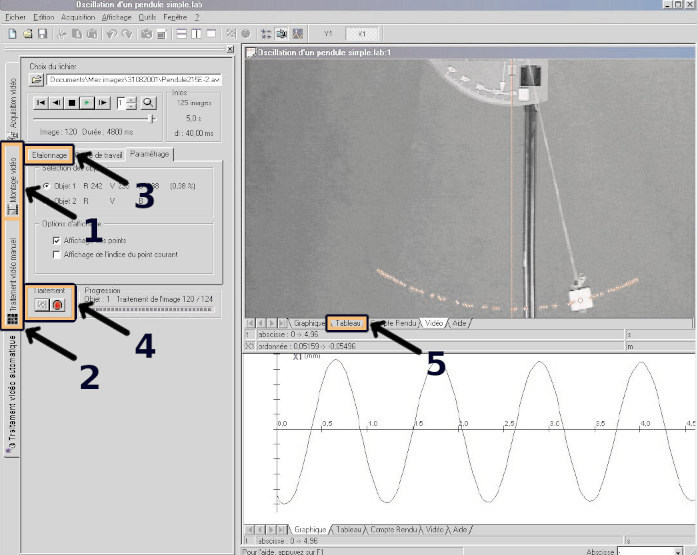 Oscillation d'un pendule simple.lab
Fichier Edition Acquisition Affichage Outils Fenêtre ?
Y1 X1
Choix du fichier
Documents\Mes images\31082001\Pendule215E-2.avi
Infos
125 images
5,0 s
dt : 40,00 ms
1
Image : 120 Durée : 4800 ms
Acquisition vidéo
Montage vidéo
Traitement vidéo manuel
Traitement vidéo automatique
Etalonnage de travail Paramétrage
Sélection des
Objet 1 R 242 V (0,38 %)
Objet 2 R V B
Options d'affichage
Affichage des points
Affichage de l'indice du point courant
Traitement
Progression
Objet : 1 Traitement de l'image 120 / 124
1
2
3
4
5
Oscillation d'un pendule simple.lab:1
Graphique Tableau Compte Rendu Vidéo Aide
t abscisse : 0 → 4,96 s
X1 ordonnée : 0,05159 → -0,05496 m
X1 (mm)
0,0 0,5 1,0 1,5 2,0 2,5 3,0 3,5 4,0 4,5
Graphique Tableau Compte Rendu Vidéo Aide
t abscisse : 0 → 4,96 s
Pour l'aide, appuyez sur F1
Abscisse :